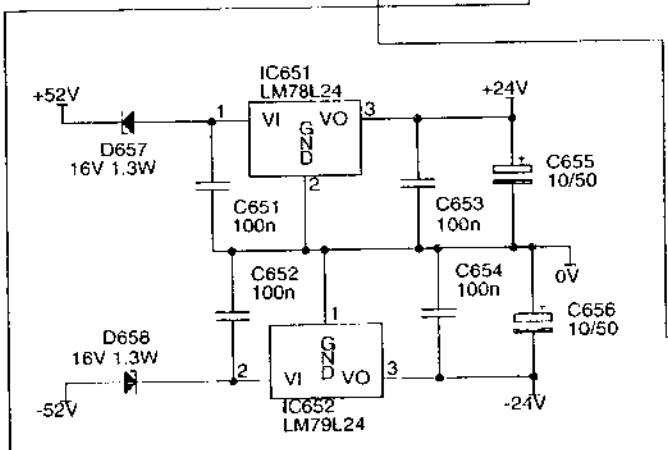 IC651
LM78L24
+52V
1
VI
VO
3
+24V
GND
D657
16V 1.3W
2
C655
10/50
C651
100n
C653
100n
C652
100n
C654
100n
0V
1
C656
10/50
D658
16V 1.3W
GND
2
VI
VO
3
-52V
IC652
LM79L24
-24V